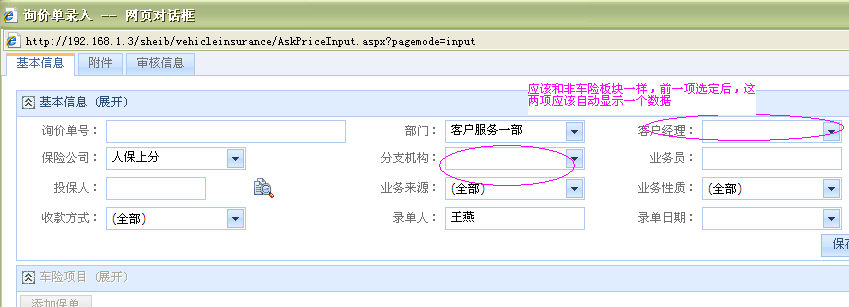 询价单录入 -- 网页对话框
http://192.168.1.3/sheib/vehicleinsurance/AskPriceInput.aspx?pagemode=input
基本信息 附件 审核信息
应该和非车险板块一样，前一项选定后，这
两项应该自动显示一个数据
基本信息 (展开)
询价单号： 部门： 客户服务一部 客户经理：
保险公司： 人保上分 分支机构： 业务员：
投保人： 业务来源： (全部) 业务性质： (全部)
收款方式： (全部) 录单人： 王燕 录单日期：
保
车险项目 (展开)
添加保单